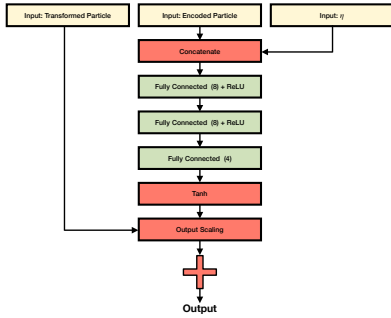 Input: Transformed Particle
Input: Encoded Particle
Input: η
Concatenate
Fully Connected (8) + ReLU
Fully Connected (8) + ReLU
Fully Connected (4)
Tanh
Output Scaling
Output